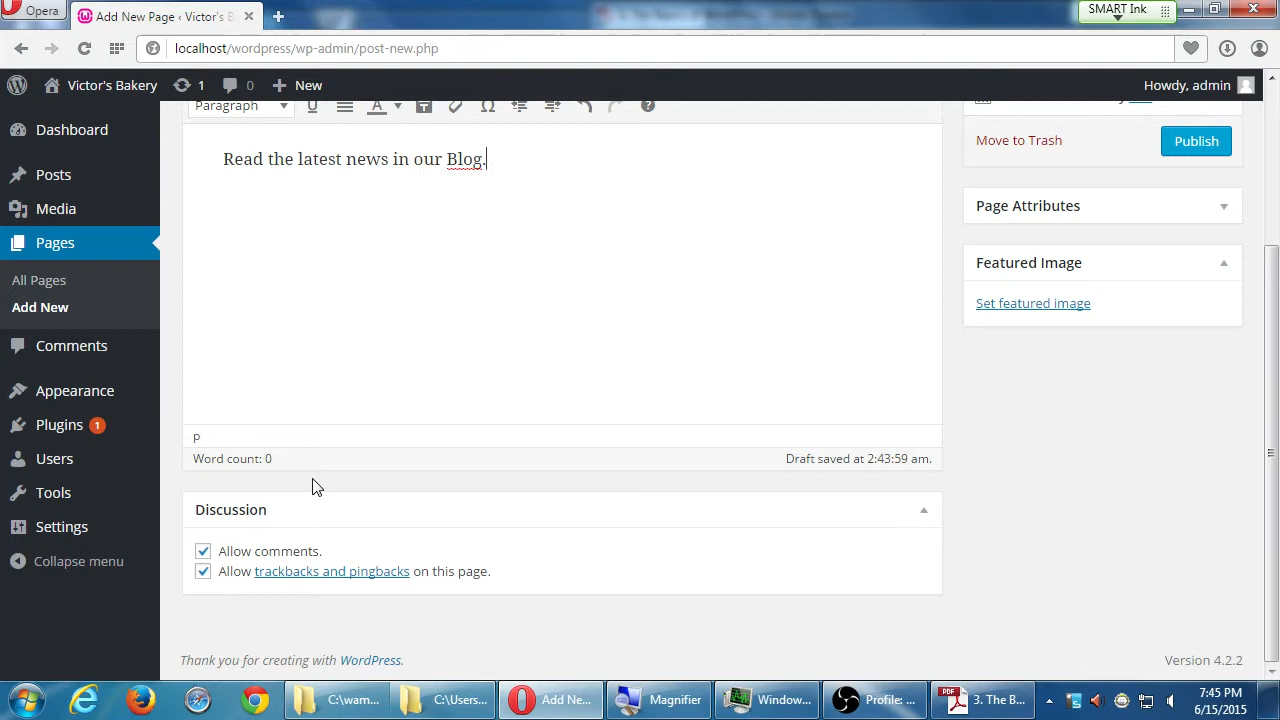 Opera
Add New Page ‹ Victor's B
SMART Ink
localhost/wordpress/wp-admin/post-new.php
Victor's Bakery
1
0
New
Howdy, admin
Dashboard
Posts
Media
Pages
All Pages
Add New
Comments
Appearance
Plugins 1
Users
Tools
Settings
Collapse menu
Paragraph
Read the latest news in our Blog.
p
Word count: 0
Draft saved at 2:43:59 am.
Discussion
Allow comments.
Allow trackbacks and pingbacks on this page.
Move to Trash
Publish
Page Attributes
Featured Image
Set featured image
Thank you for creating with WordPress.
Version 4.2.2
C:\wam...
C:\Users...
Add Ne...
Magnifier
Window...
Profile ...
PDF
3. The B...
7:45 PM
6/15/2015